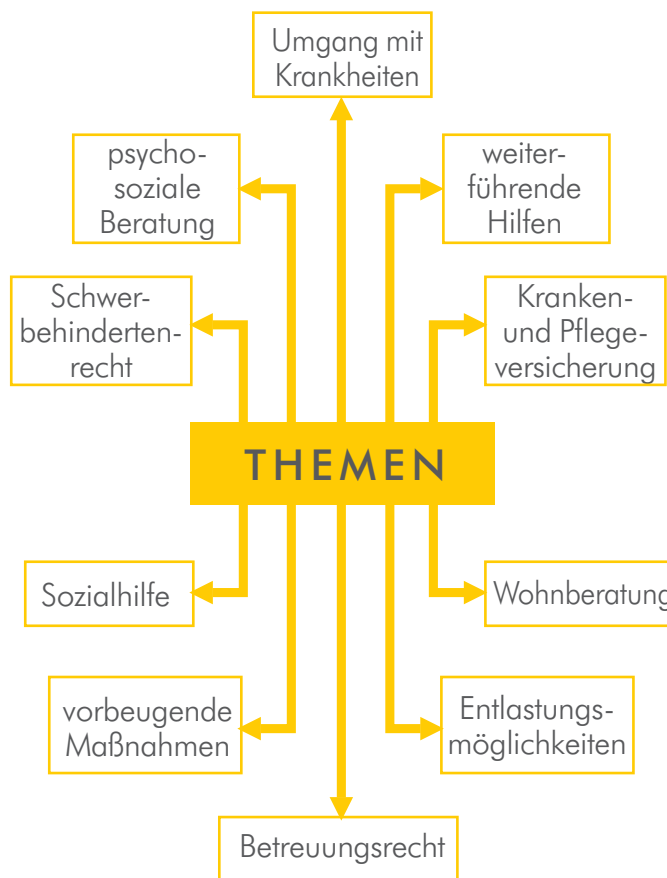 Umgang mit
Krankheiten
psycho-
soziale
Beratung
weiter-
führende
Hilfen
Schwer-
behinderten-
recht
Kranken-
und Pflege-
versicherung
THEMEN
Sozialhilfe
Wohnberatung
vorbeugende
Maßnahmen
Entlastungs-
möglichkeiten
Betreuungsrecht